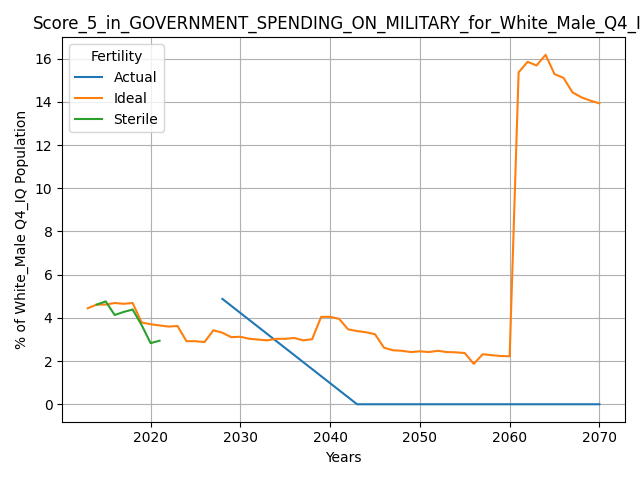 Score_5_in_GOVERNMENT_SPENDING_ON_MILITARY_for_White_Male_Q4_I
Fertility
Actual
Ideal
Sterile
% of White_Male Q4_IQ Population
16
14
12
10
8
6
4
2
0
2020 2030 2040 2050 2060 2070
Years